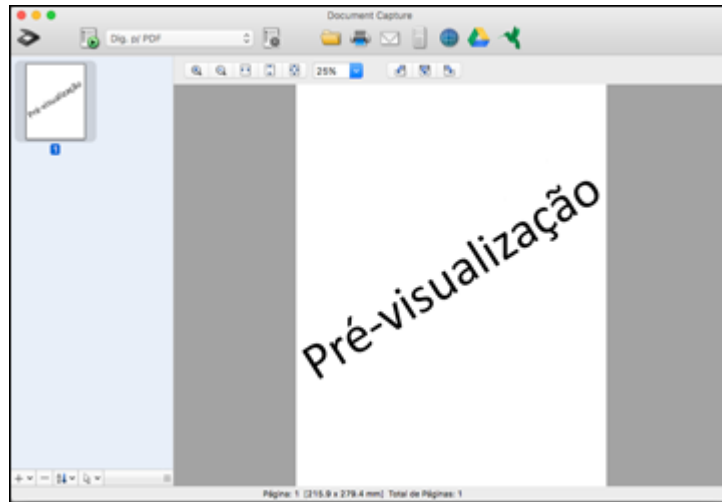 Document Capture
Dig. p/ PDF
25%
Pré-visualização
1
Pré-visualização
Página: 1 [215.9 x 279.4 mm] Total de Páginas: 1